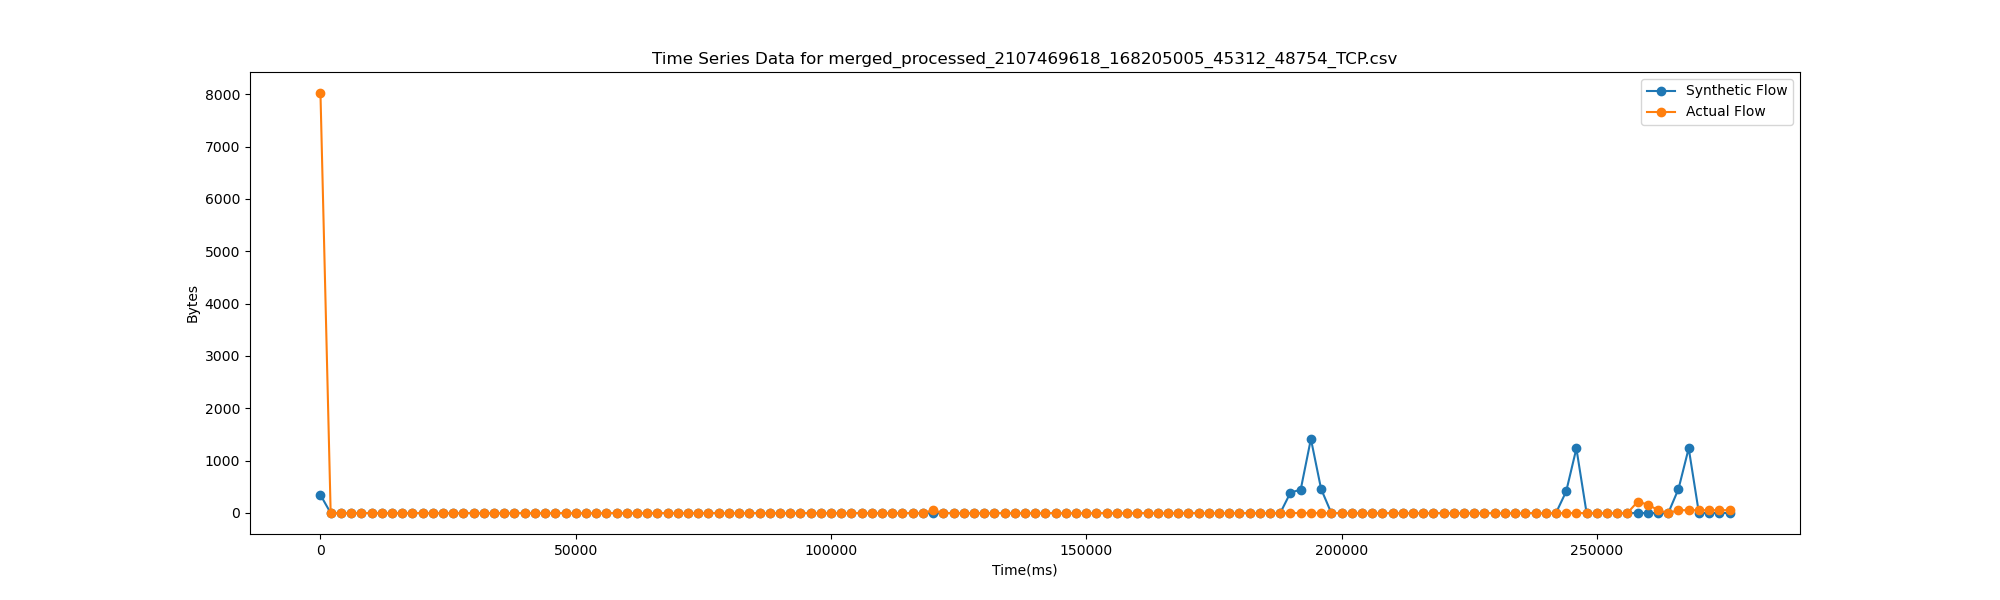 Time Series Data for merged_processed_2107469618_168205005_45312_48754_TCP.csv
Synthetic Flow
Actual Flow
8000
7000
6000
5000
4000
3000
2000
1000
0
Bytes
0 50000 100000 150000 200000 250000
Time(ms)